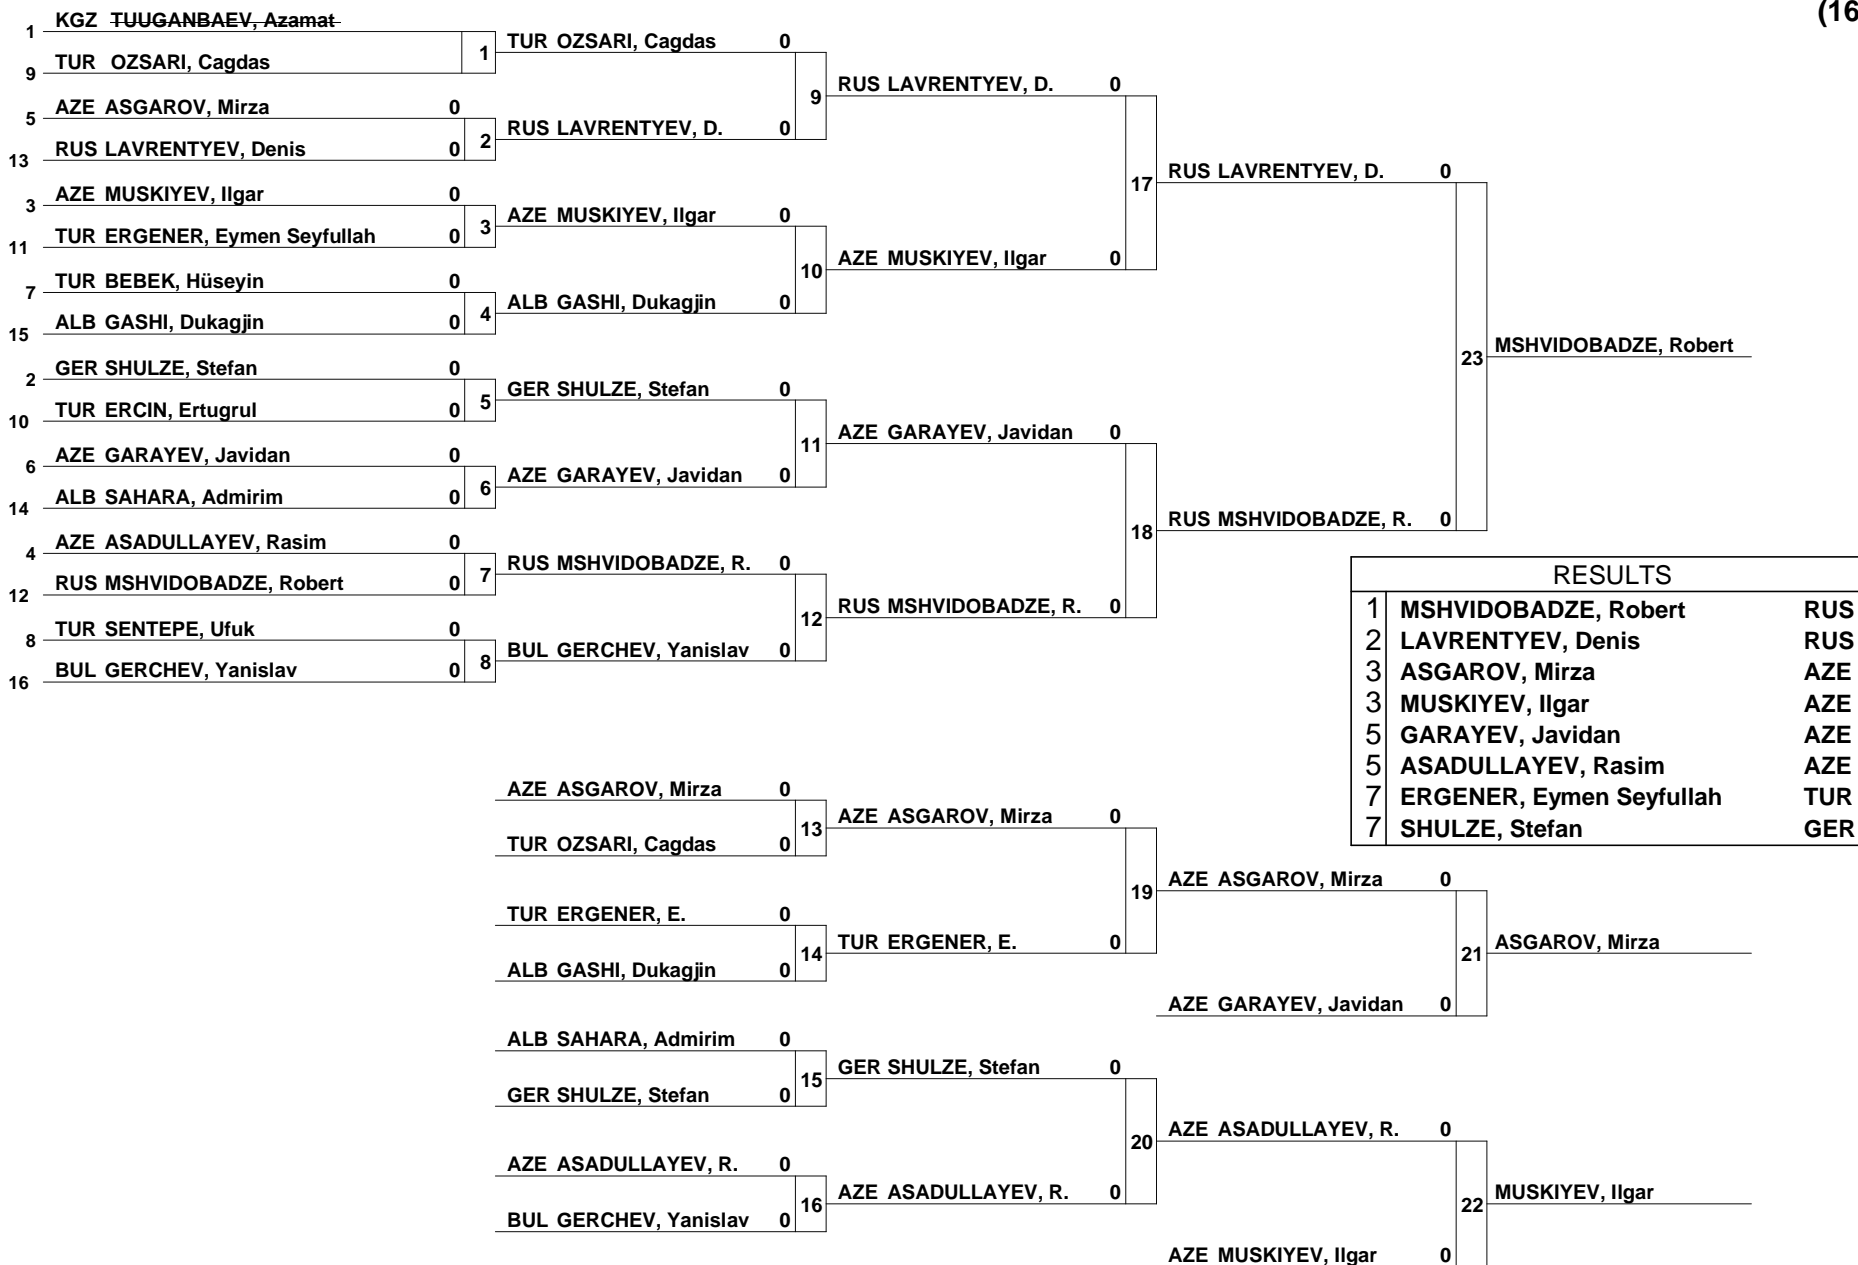 (16
1 KGZ TUUGANBAEV, Azamat
9 TUR OZSARI, Cagdas
1
5 AZE ASGAROV, Mirza 0
13 RUS LAVRENTYEV, Denis 0
2
3 AZE MUSKIYEV, Ilgar 0
11 TUR ERGENER, Eymen Seyfullah 0
3
7 TUR BEBEK, Hüseyin 0
15 ALB GASHI, Dukagjin 0
4
2 GER SHULZE, Stefan 0
10 TUR ERCIN, Ertugrul 0
5
6 AZE GARAYEV, Javidan 0
14 ALB SAHARA, Admirim 0
6
4 AZE ASADULLAYEV, Rasim 0
12 RUS MSHVIDOBADZE, Robert 0
7
8 TUR SENTEPE, Ufuk 0
16 BUL GERCHEV, Yanislav 0
8
TUR OZSARI, Cagdas 0
RUS LAVRENTYEV, D. 0
9
AZE MUSKIYEV, Ilgar 0
ALB GASHI, Dukagjin 0
10
GER SHULZE, Stefan 0
AZE GARAYEV, Javidan 0
11
RUS MSHVIDOBADZE, R. 0
BUL GERCHEV, Yanislav 0
12
RUS LAVRENTYEV, D. 0
AZE MUSKIYEV, Ilgar 0
17
AZE GARAYEV, Javidan 0
RUS MSHVIDOBADZE, R. 0
18
RUS LAVRENTYEV, D. 0
RUS MSHVIDOBADZE, R. 0
23
MSHVIDOBADZE, Robert
RESULTS
1 MSHVIDOBADZE, Robert RUS
2 LAVRENTYEV, Denis RUS
3 ASGAROV, Mirza AZE
3 MUSKIYEV, Ilgar AZE
5 GARAYEV, Javidan AZE
5 ASADULLAYEV, Rasim AZE
7 ERGENER, Eymen Seyfullah TUR
7 SHULZE, Stefan GER
AZE ASGAROV, Mirza 0
TUR OZSARI, Cagdas 0
13
TUR ERGENER, E. 0
ALB GASHI, Dukagjin 0
14
ALB SAHARA, Admirim 0
GER SHULZE, Stefan 0
15
AZE ASADULLAYEV, R. 0
BUL GERCHEV, Yanislav 0
16
AZE ASGAROV, Mirza 0
TUR ERGENER, E. 0
19
GER SHULZE, Stefan 0
AZE ASADULLAYEV, R. 0
20
AZE ASGAROV, Mirza 0
AZE GARAYEV, Javidan 0
21
ASGAROV, Mirza
AZE ASADULLAYEV, R. 0
AZE MUSKIYEV, Ilgar 0
22
MUSKIYEV, Ilgar